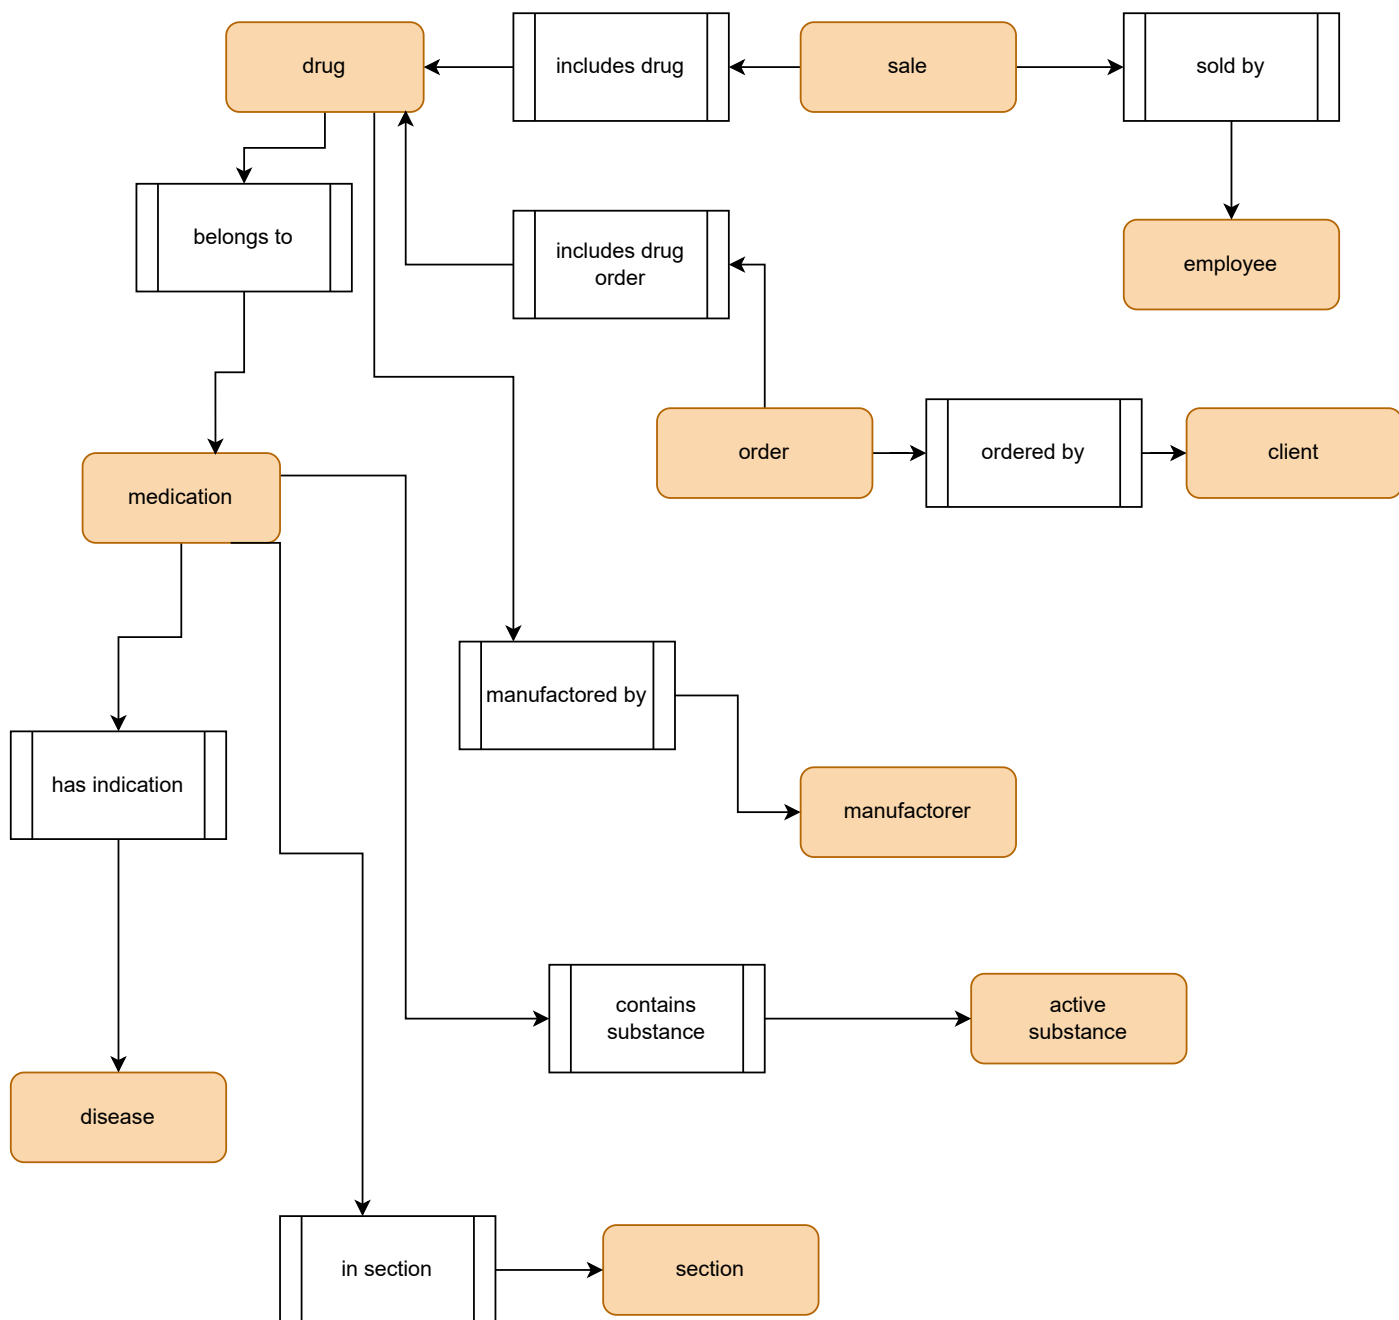 drug
includes drug
sale
sold by
belongs to
includes drug
order
employee
order
ordered by
client
medication
manufactored by
has indication
manufactorer
contains
substance
active
substance
disease
in section
section